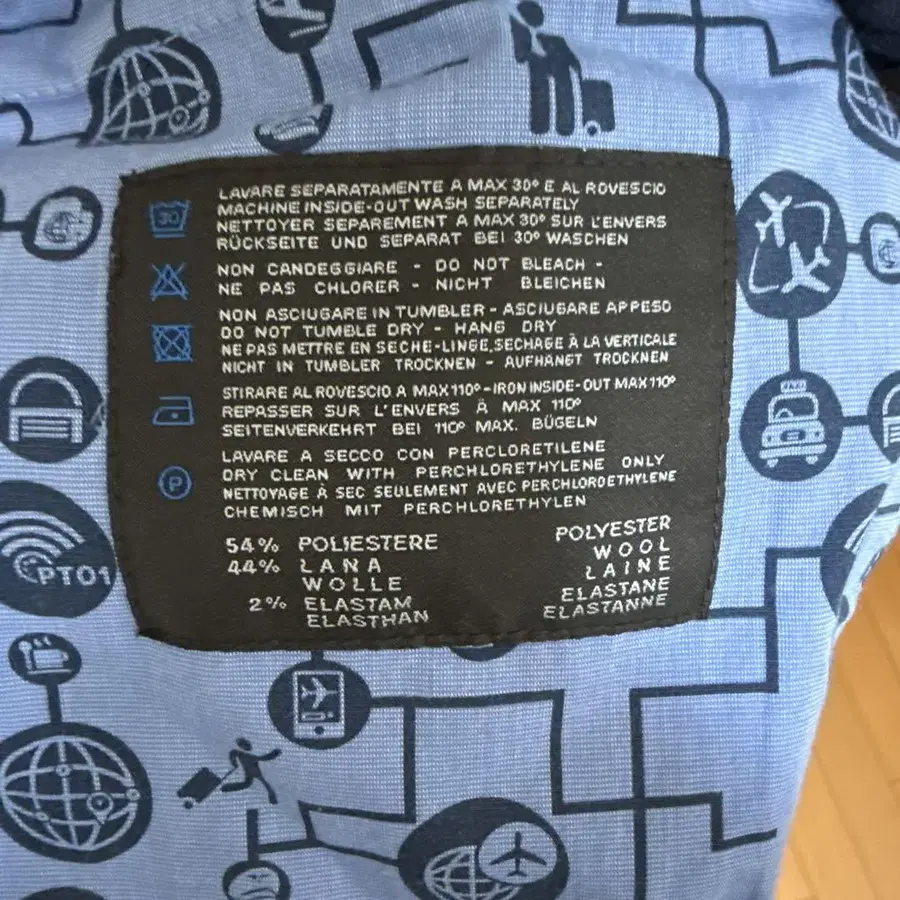 30
LAVARE SEPARATAMENTE A MAX 30° E AL ROVESCIO
MACHINE INSIDE-OUT WASH SEPARATELY
NETTOYER SEPAREMENT A MAX 30° SUR L'ENVERS
RÜCKSEITE UND SEPARAT BEI 30° WASCHEN
NON CANDEGGIARE - DO NOT BLEACH -
NE PAS CHLORER - NICHT BLEICHEN
NON ASCIUGARE IN TUMBLER - ASCIUGARE APPESO
DO NOT TUMBLE DRY - HANG DRY
NE PAS METTRE EN SECHE-LINGE.SECHAGE À LA VERTICALE
NICHT IN TUMBLER TROCKNEN - AUFHANGT TROCKNEN
STIRARE AL ROVESCIO A MAX 110° - IRON INSIDE-OUT MAX 110°
REPASSER SUR L'ENVERS À MAX 110°
SEITENVERKEHRT BEI 110° MAX. BÜGELN
P
LAVARE A SECCO CON PERCLORETILENE
DRY CLEAN WITH PERCHLORETHYLENE ONLY
NETTOYAGE À SEC SEULEMENT AVEC PERCHLOROETHYLENE
CHEMISCH MIT PERCHLORETHYLEN
54% POLIESTERE POLYESTER
44% LANA WOOL
WOLLE LAINE
2% ELASTAM ELASTANE
ELASTHAN ELASTANNE
PT01